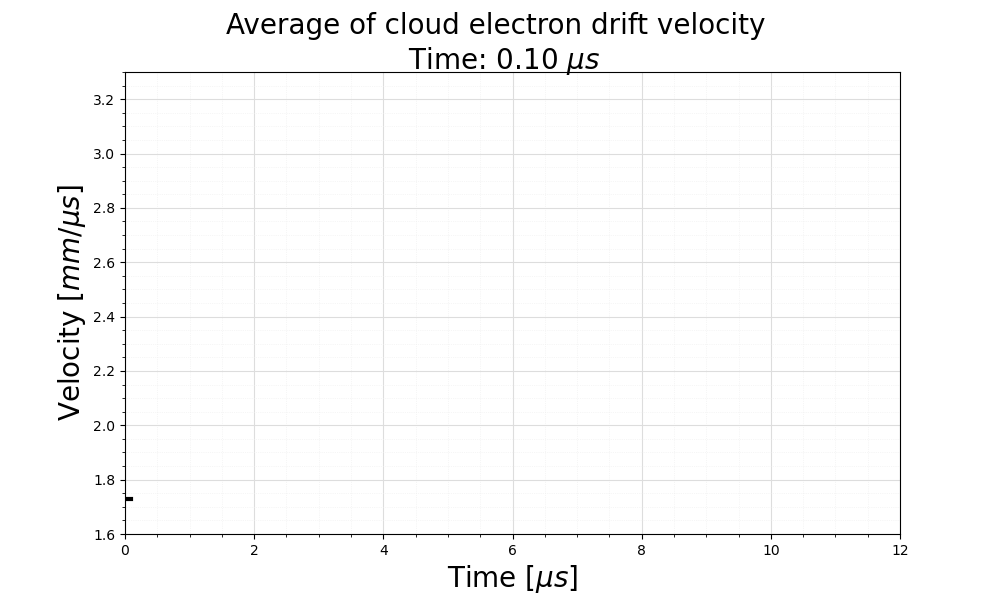 Average of cloud electron drift velocity
Time: 0.10 μs
Velocity [mm/μs]
3.2
3.0
2.8
2.6
2.4
2.2
2.0
1.8
1.6
0 2 4 6 8 10 12
Time [μs]